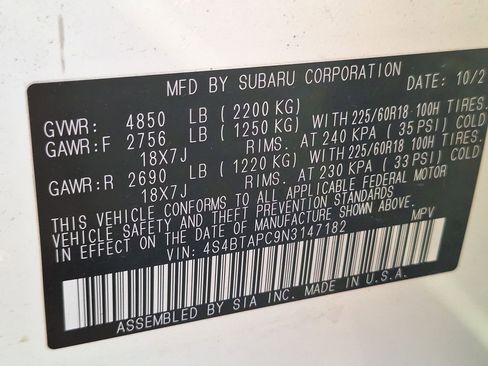 MFD BY SUBARU CORPORATION DATE: 10/2
GVWR: 4850 LB (2200 KG)
GAWR:F 2756 LB (1250 KG) WITH 225/60R18 100H TIRES.
18X7J RIMS. AT 240 KPA (35 PSI) COLD
GAWR:R 2690 LB (1220 KG) WITH 225/60R18 100H TIRES.
18X7J RIMS. AT 230 KPA (33 PSI) COLD
THIS VEHICLE CONFORMS TO ALL APPLICABLE FEDERAL MOTOR
VEHICLE SAFETY AND THEFT PREVENTION STANDARDS
IN EFFECT ON THE DATE OF MANUFACTURE SHOWN ABOVE.
VIN: 4S4BTAPC9N3147182 MPV
ASSEMBLED BY SIA INC. MADE IN U.S.A.